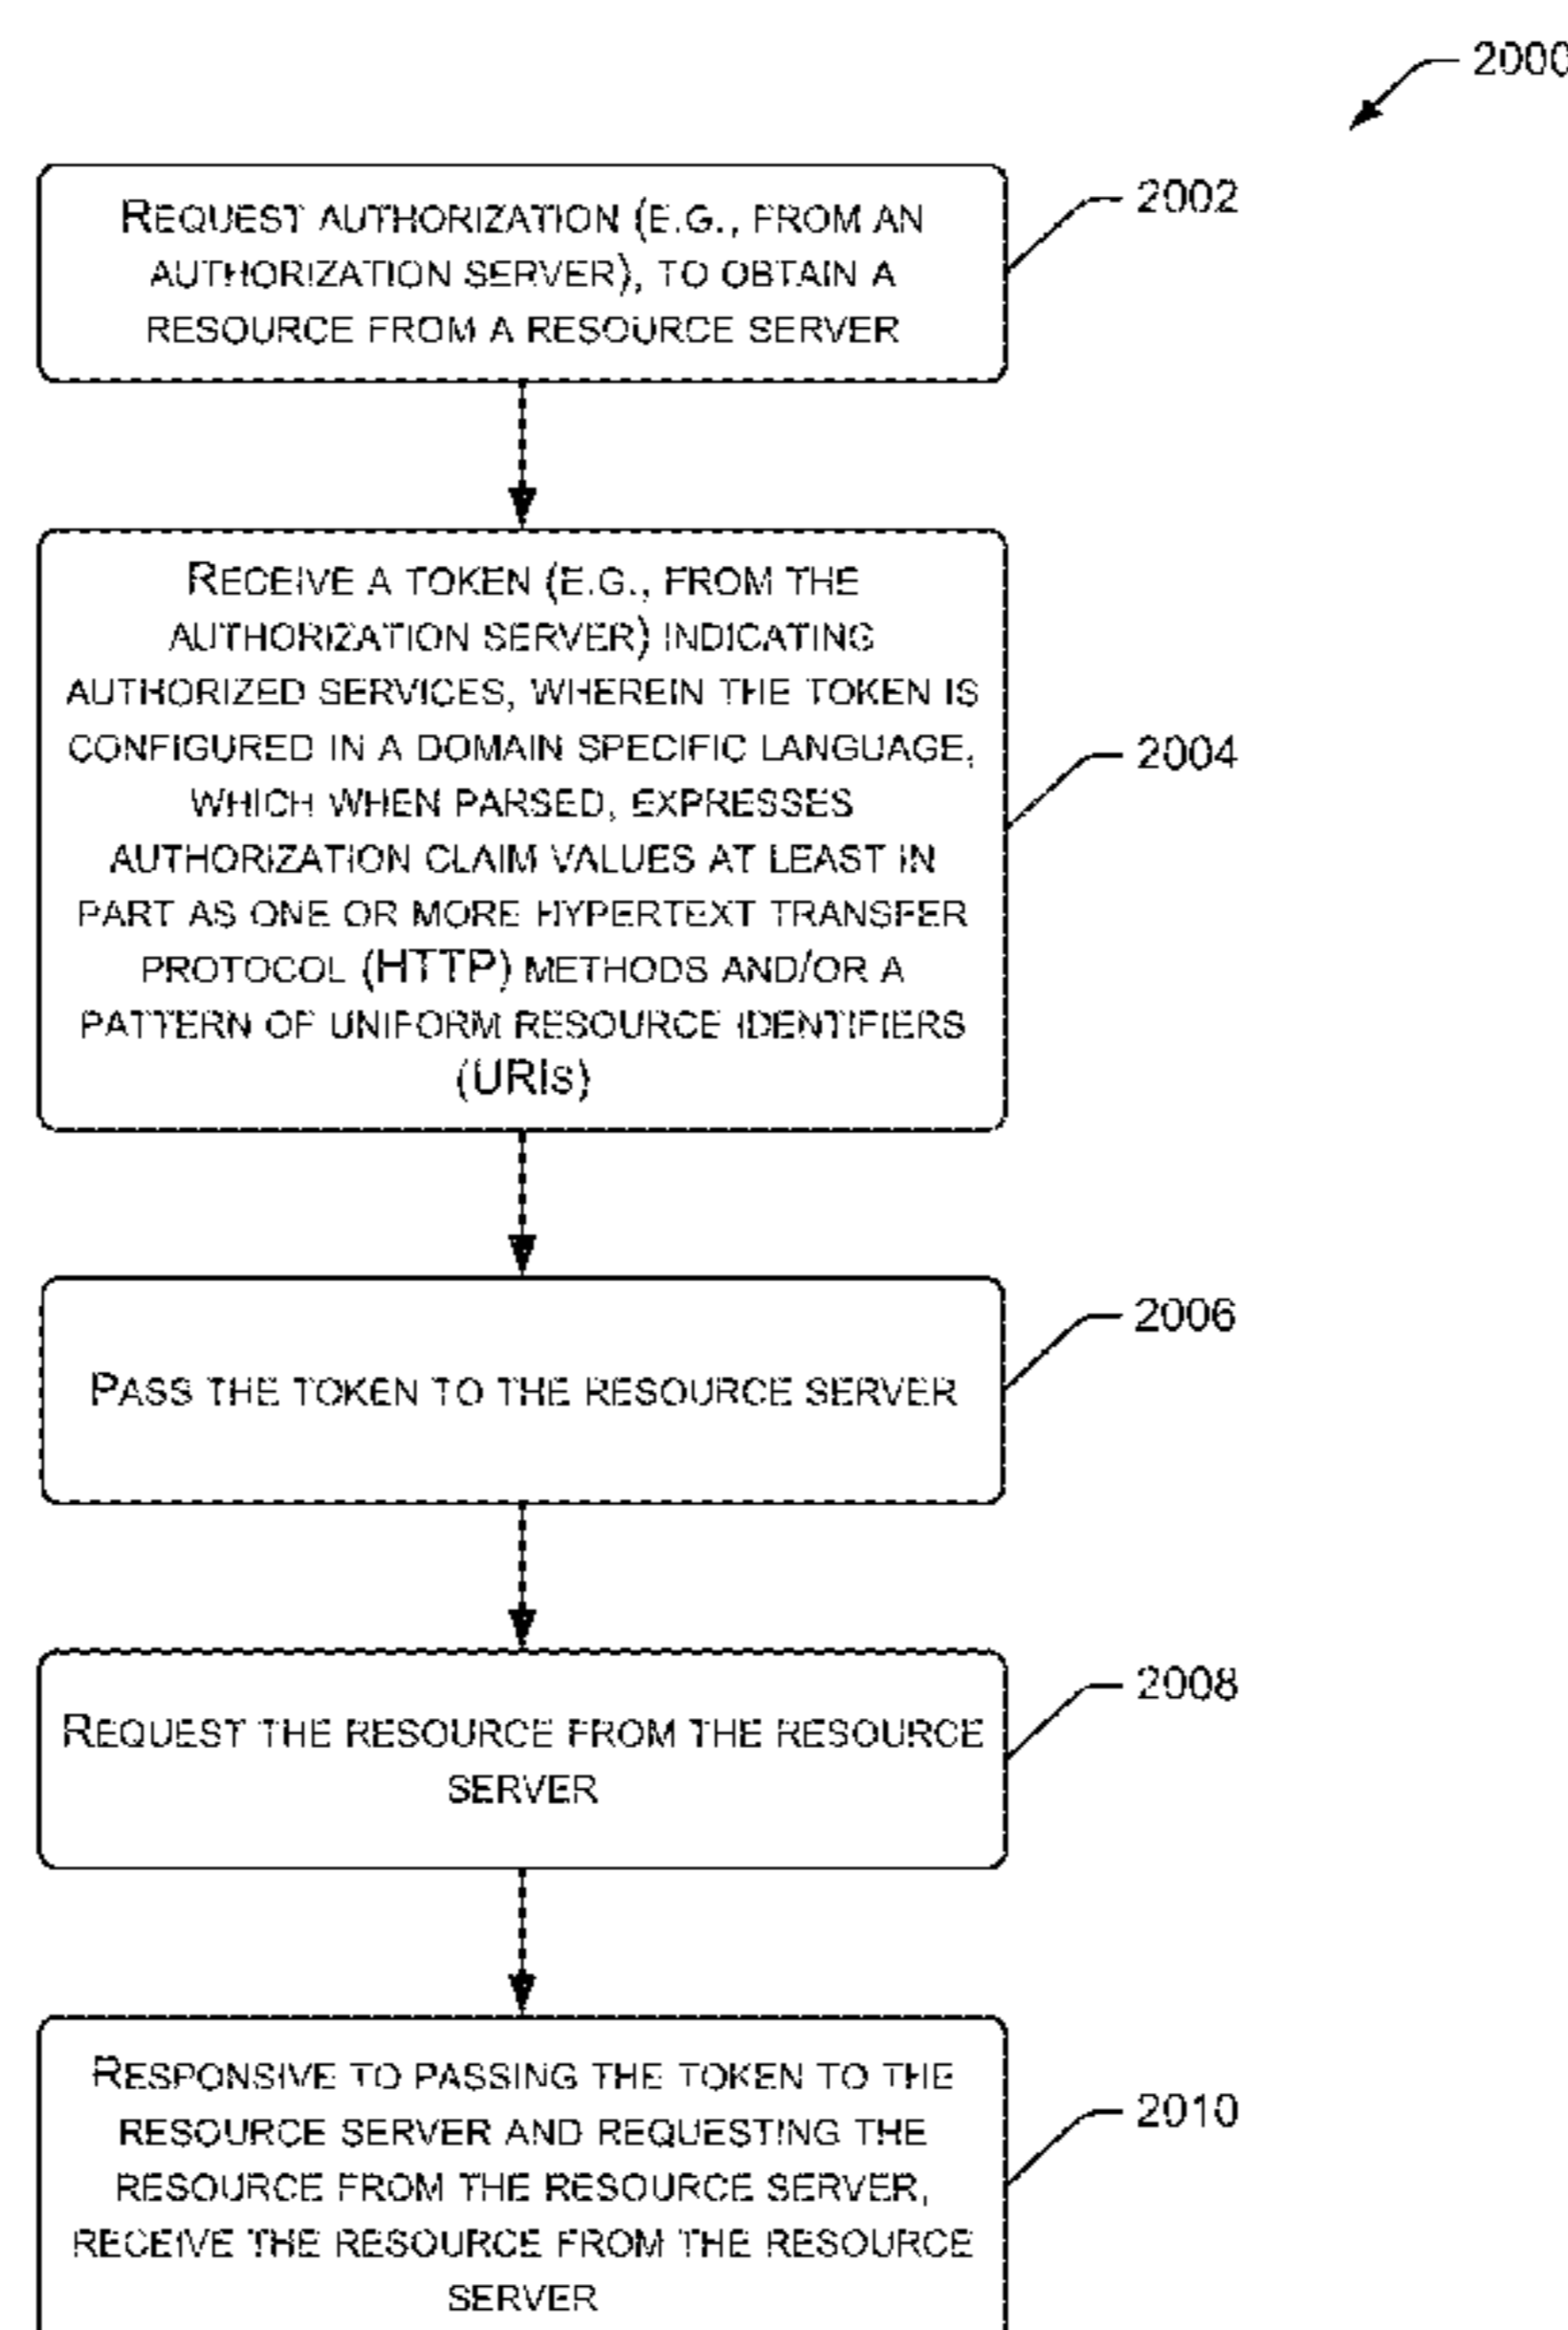 2000
2002
REQUEST AUTHORIZATION (E.G., FROM AN
AUTHORIZATION SERVER), TO OBTAIN A
RESOURCE FROM A RESOURCE SERVER
RECEIVE A TOKEN (E.G., FROM THE
AUTHORIZATION SERVER) INDICATING
AUTHORIZED SERVICES, WHEREIN THE TOKEN IS
CONFIGURED IN A DOMAIN SPECIFIC LANGUAGE,
WHICH WHEN PARSED, EXPRESSES
AUTHORIZATION CLAIM VALUES AT LEAST IN
PART AS ONE OR MORE HYPERTEXT TRANSFER
PROTOCOL (HTTP) METHODS AND/OR A
PATTERN OF UNIFORM RESOURCE IDENTIFIERS
(URIS)
2004
PASS THE TOKEN TO THE RESOURCE SERVER
2006
REQUEST THE RESOURCE FROM THE RESOURCE
SERVER
2008
RESPONSIVE TO PASSING THE TOKEN TO THE
RESOURCE SERVER AND REQUESTING THE
RESOURCE FROM THE RESOURCE SERVER,
RECEIVE THE RESOURCE FROM THE RESOURCE
SERVER
2010